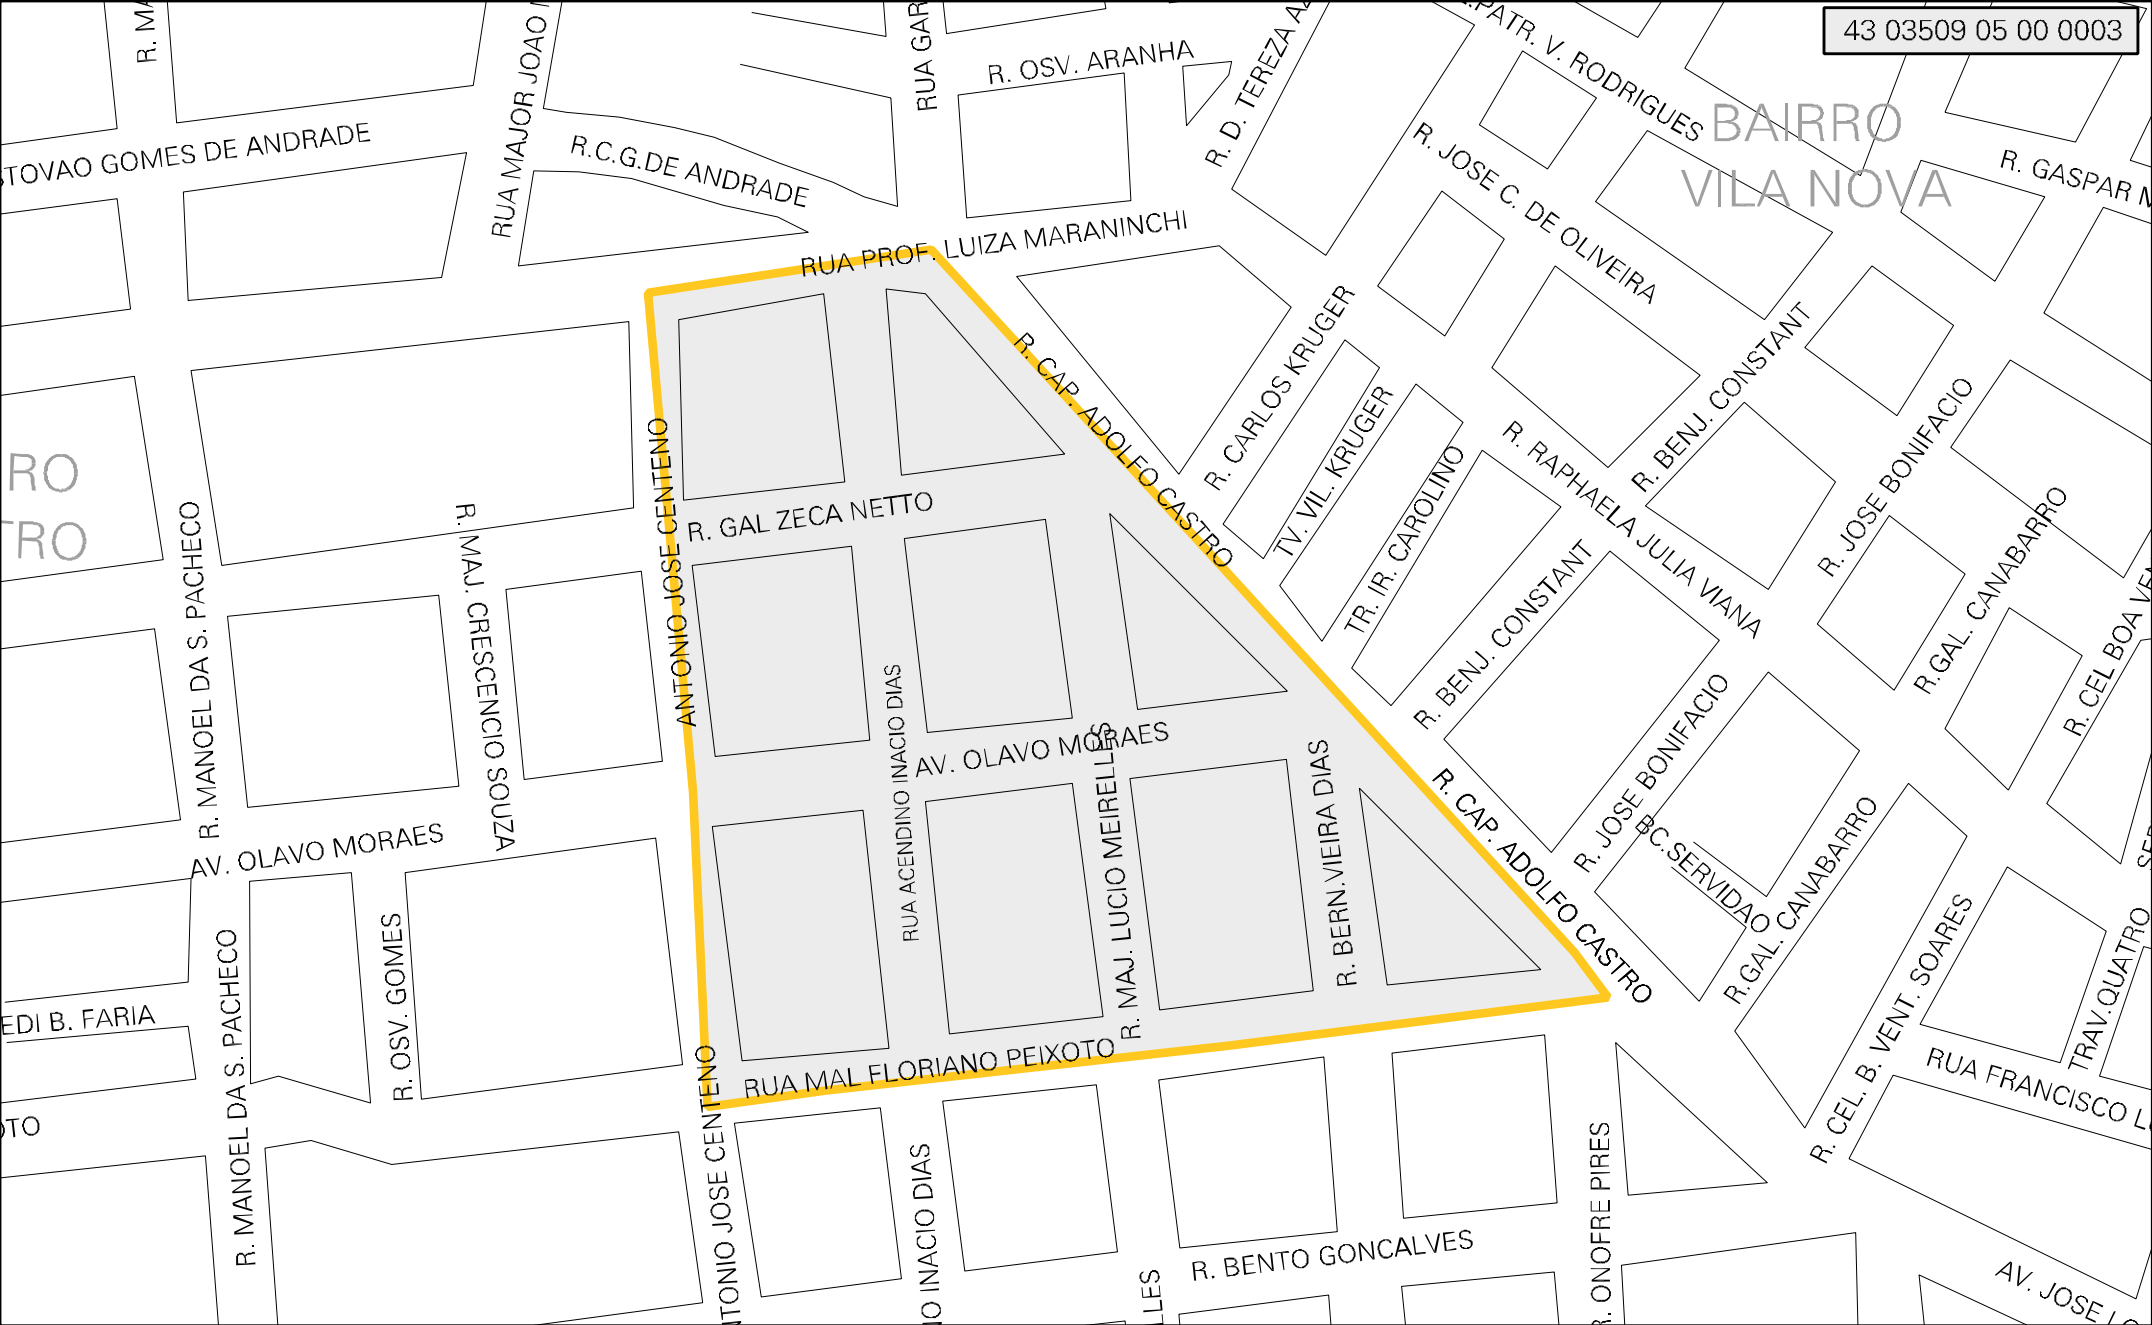 43 03509 05 00 0003
RUA MAJOR JOAO
RUA GAR
R. OSV. ARANHA
R. D. TEREZA
PATR. V. RODRIGUES
BAIRRO
VILA NOVA
R. GASPAR M
TOVAO GOMES DE ANDRADE
R.C.G.DE ANDRADE
R. JOSE C. DE OLIVEIRA
RUA PROF. LUIZA MARANINCHI
R. CAP. ADOLFO CASTRO
R. CARLOS KRUGER
TV. VIL. KRUGER
TR. IR. CAROLINO
R. BENJ. CONSTANT
R. RAPHAELA JULIA VIANA
R. JOSE BONIFACIO
R.GAL. CANABARRO
R. CEL BOA VE
RO
TRO
R. MANOEL DA S. PACHECO
R. MAJ. CRESCENCIO SOUZA
ANTONIO JOSE CENTENO
R. GAL ZECA NETTO
RUA ACENDINO INACIO DIAS
AV. OLAVO MORAES
R. MAJ. LUCIO MEIRELLES
R. BERN.VIEIRA DIAS
R. BENJ. CONSTANT
R. JOSE BONIFACIO
BC.SERVIDAO
R.GAL. CANABARRO
R. CAP. ADOLFO CASTRO
AV. OLAVO MORAES
R. MANOEL DA S. PACHECO
R. OSV. GOMES
EDI B. FARIA
OTO
RUA MAL FLORIANO PEIXOTO
R. CEL. B. VENT. SOARES
TRAV.QUATRO
RUA FRANCISCO L
NTONIO JOSE CENTENO
IO INACIO DIAS
LLES
R. BENTO GONCALVES
R. ONOFRE PIRES
AV. JOSE LO